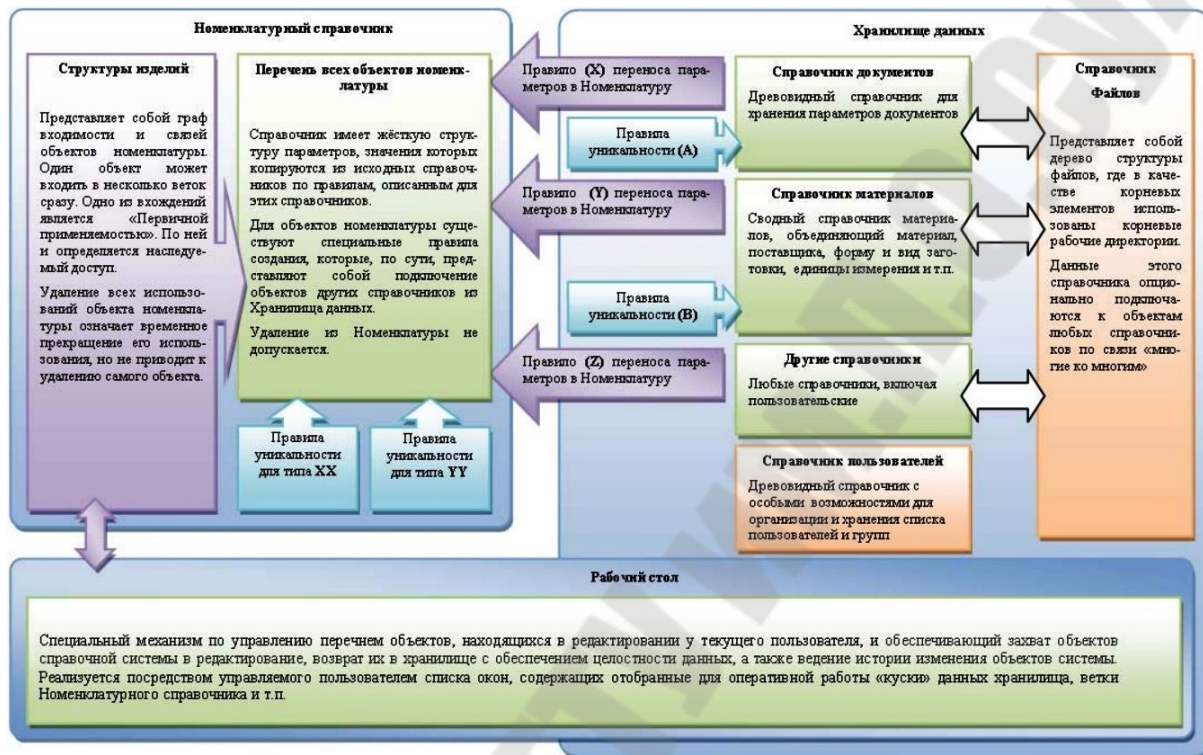 Номенклатурный справочник
Структуры изделий
Представляет собой граф
входимости и связей
объектов номенклатуры.
Один объект может
входить в несколько веток
сразу. Одно из вхождений
является «Первичной
применяемостью». По ней
и определяется наследу-
емый доступ.
Удаление всех использо-
ваний объекта номенкла-
туры означает временное
прекращение его исполь-
зования, но не приводит к
удалению самого объекта.
Перечень всех объектов номенк-
латуры
Справочник имеет жёсткую струк-
туру параметров, значения которых
копируются из исходных справоч-
ников по правилам, описанным для
этих справочников.
Для объектов номенклатуры суще-
ствуют специальные правила
создания, которые, по сути, пред-
ставляют собой подключение
объектов других справочников из
Хранилища данных.
Удаление из Номенклатуры не
допускается.
Правила
уникальности
для типа XX
Правила
уникальности
для типа YY
Хранилище данных
Правило (X) переноса пара-
метров в Номенклатуру
Правила
уникальности (A)
Правило (Y) переноса пара-
метров в Номенклатуру
Правила
уникальности (B)
Правило (Z) переноса пара-
метров в Номенклатуру
Справочник документов
Древовидный справочник для
хранения параметров документов
Справочник материалов
Сводный справочник материа-
лов, объединяющий материал,
поставщика, форму и вид заго-
товки, единицы измерения и т.п.
Другие справочники
Любые справочники, включая
пользовательские
Справочник пользователей
Древовидный справочник с
особыми возможностями для
организации и хранения списка
пользователей и групп
Справочник
Файлов
Представляет собой
дерево структуры
файлов, где в каче-
стве корневых
элементов исполь-
зованы корневые
рабочие директории.
Данные этого
справочника опцио-
нально подключа-
ются к объектам
любых справочни-
ков по связи «мно-
гие ко многим»
Рабочий стол
Специальный механизм по управлению перечнем объектов, находящихся в редактировании у текущего пользователя, и обеспечивающий захват объектов
справочной системы в редактирование, возврат их в хранилище с обеспечением целостности данных, а также ведение истории изменения объектов системы.
Реализуется посредством управляемого пользователем списка окон, содержащих отобранные для оперативной работы «куски» данных хранилища, ветки
Номенклатурного справочника и т.п.